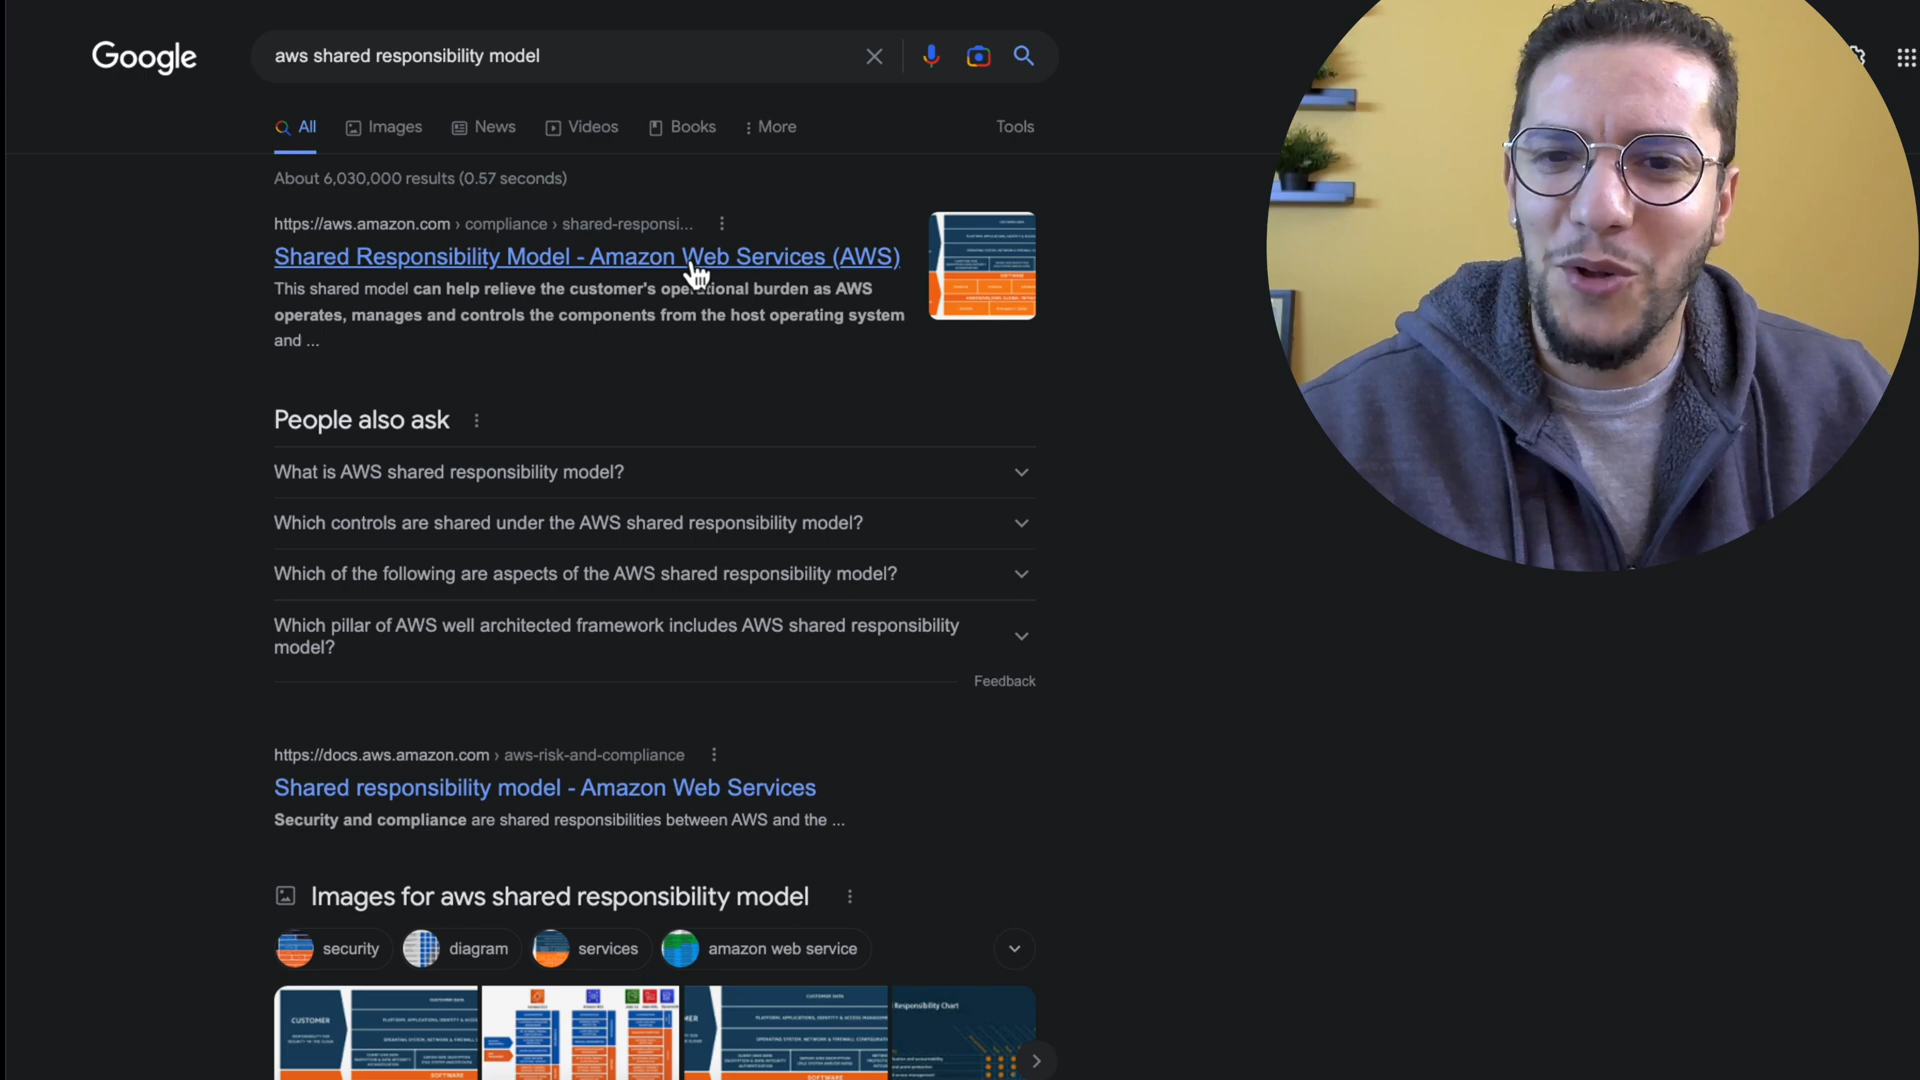 Google
aws shared responsibility model
All
Images
News
Videos
Books
More
Tools
About 6,030,000 results (0.57 seconds)
https://aws.amazon.com › compliance › shared-responsi...
Shared Responsibility Model - Amazon Web Services (AWS)
This shared model can help relieve the customer's operational burden as AWS
operates, manages and controls the components from the host operating system
and ...
People also ask
What is AWS shared responsibility model?
Which controls are shared under the AWS shared responsibility model?
Which of the following are aspects of the AWS shared responsibility model?
Which pillar of AWS well architected framework includes AWS shared responsibility
model?
Feedback
https://docs.aws.amazon.com › aws-risk-and-compliance
Shared responsibility model - Amazon Web Services
Security and compliance are shared responsibilities between AWS and the ...
Images for aws shared responsibility model
security
diagram
services
amazon web service
CUSTOMER
CUSTOMER DATA
SOFTWARE
CUSTOMER DATA
SOFTWARE
Responsibility Chart